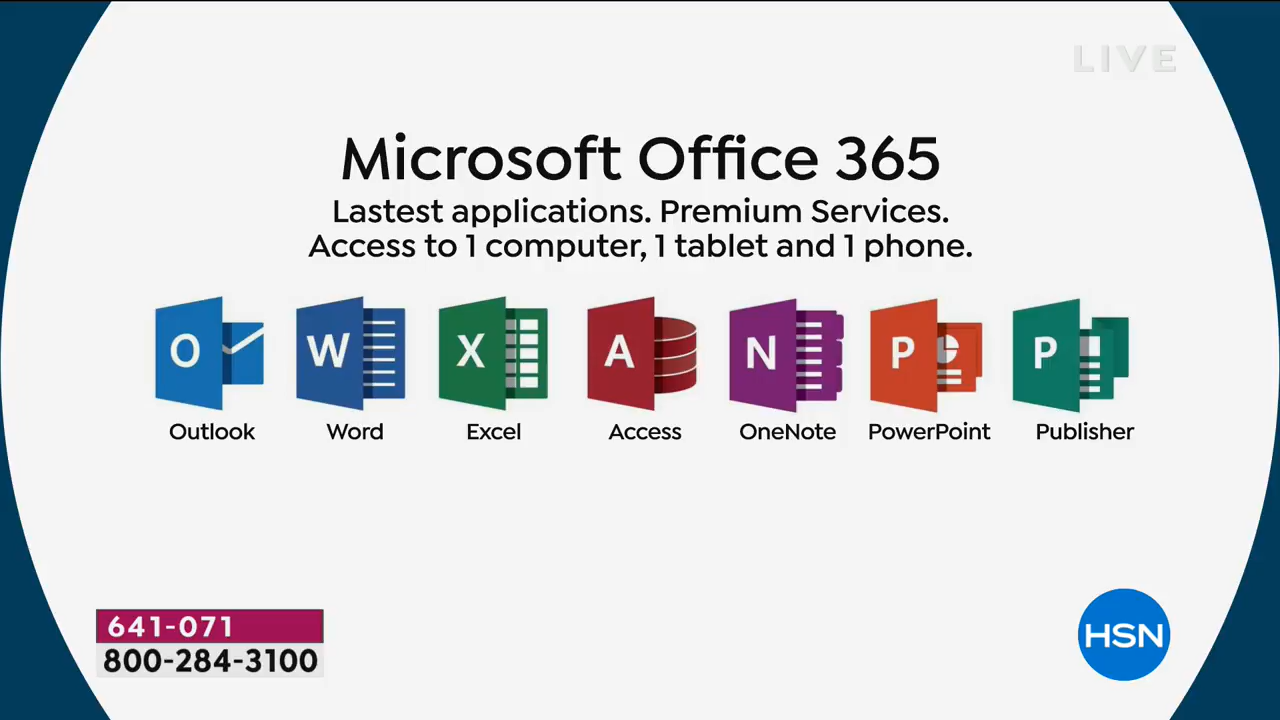 LIVE
Microsoft Office 365
Lastest applications. Premium Services.
Access to 1 computer, 1 tablet and 1 phone.
O W X A N P P
Outlook Word Excel Access OneNote PowerPoint Publisher
641-071
800-284-3100
HSN